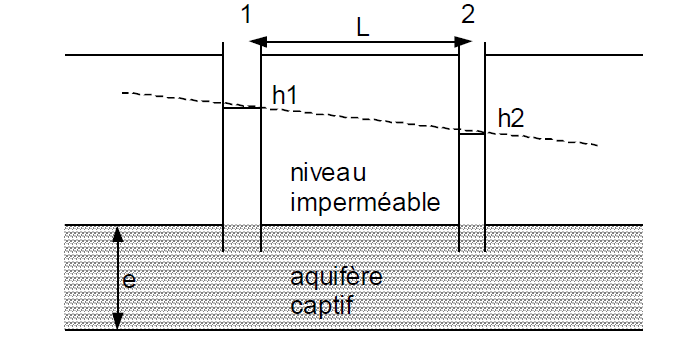 1
2
L
h1
h2
niveau
imperméable
e
aquifère
captif